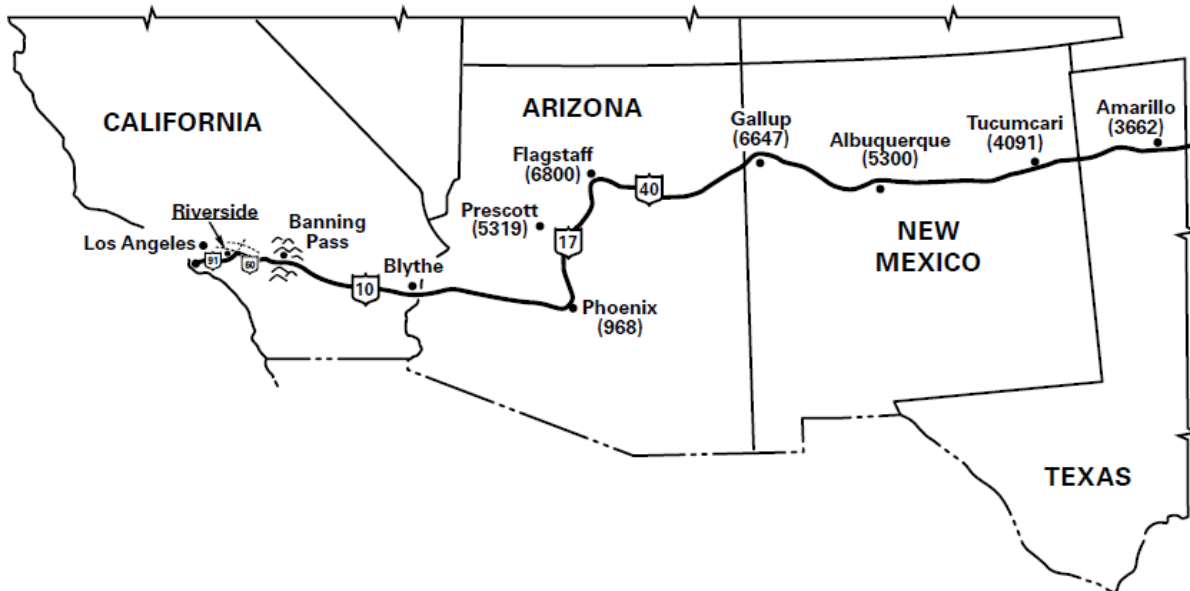 CALIFORNIA
ARIZONA
NEW
MEXICO
TEXAS
Riverside
Los Angeles
91
60
Banning
Pass
10
Blythe
Phoenix
(968)
17
Prescott
(5319)
Flagstaff
(6800)
40
Gallup
(6647)
Albuquerque
(5300)
Tucumcari
(4091)
Amarillo
(3662)